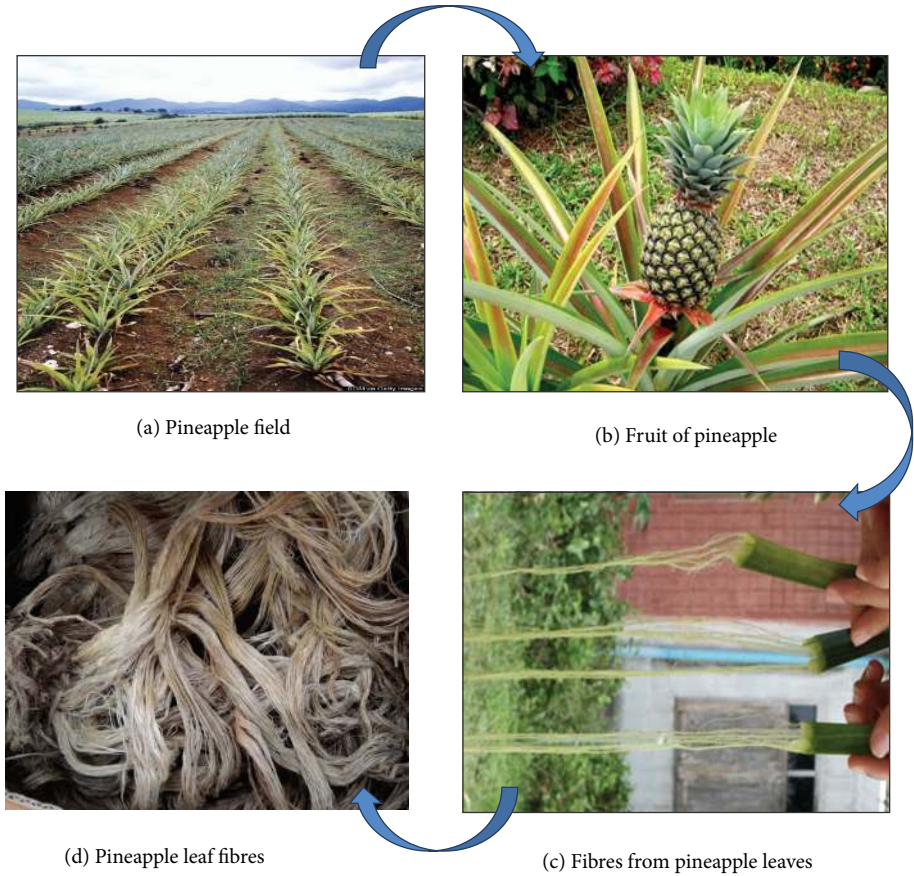 (a) Pineapple field
(b) Fruit of pineapple
(d) Pineapple leaf fibres
(c) Fibres from pineapple leaves